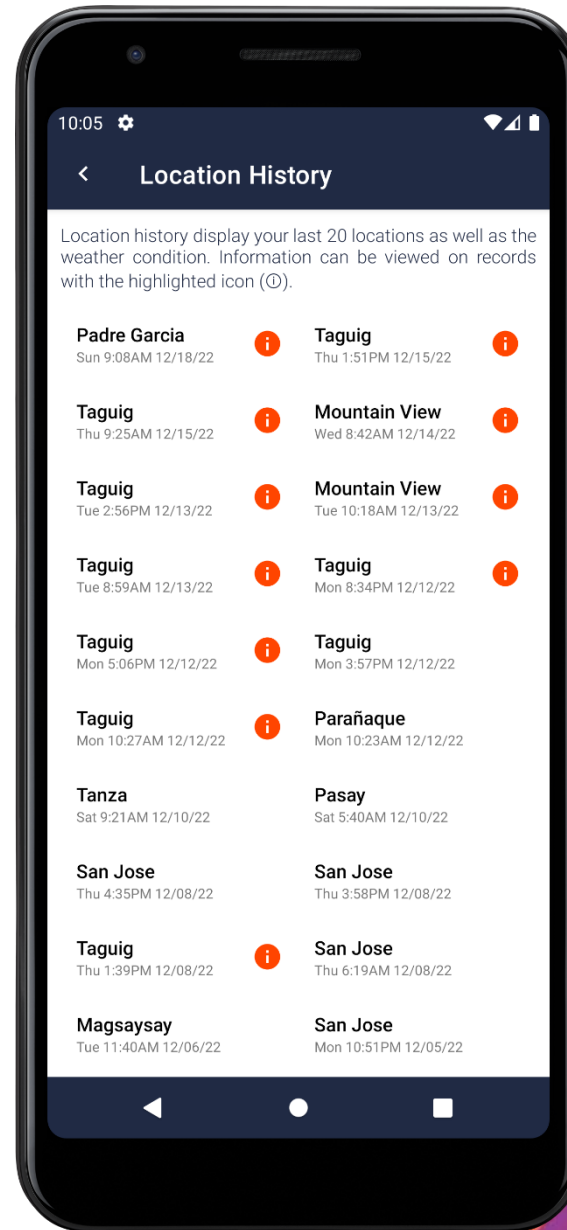 10:05
Location History
Location history display your last 20 locations as well as the
weather condition. Information can be viewed on records
with the highlighted icon (ⓘ).
Padre Garcia
Sun 9:08AM 12/18/22
Taguig
Thu 1:51PM 12/15/22
Taguig
Thu 9:25AM 12/15/22
Mountain View
Wed 8:42AM 12/14/22
Taguig
Tue 2:56PM 12/13/22
Mountain View
Tue 10:18AM 12/13/22
Taguig
Tue 8:59AM 12/13/22
Taguig
Mon 8:34PM 12/12/22
Taguig
Mon 5:06PM 12/12/22
Taguig
Mon 3:57PM 12/12/22
Taguig
Mon 10:27AM 12/12/22
Parañaque
Mon 10:23AM 12/12/22
Tanza
Sat 9:21AM 12/10/22
Pasay
Sat 5:40AM 12/10/22
San Jose
Thu 4:35PM 12/08/22
San Jose
Thu 3:58PM 12/08/22
Taguig
Thu 1:39PM 12/08/22
San Jose
Thu 6:19AM 12/08/22
Magsaysay
Tue 11:40AM 12/06/22
San Jose
Mon 10:51PM 12/05/22